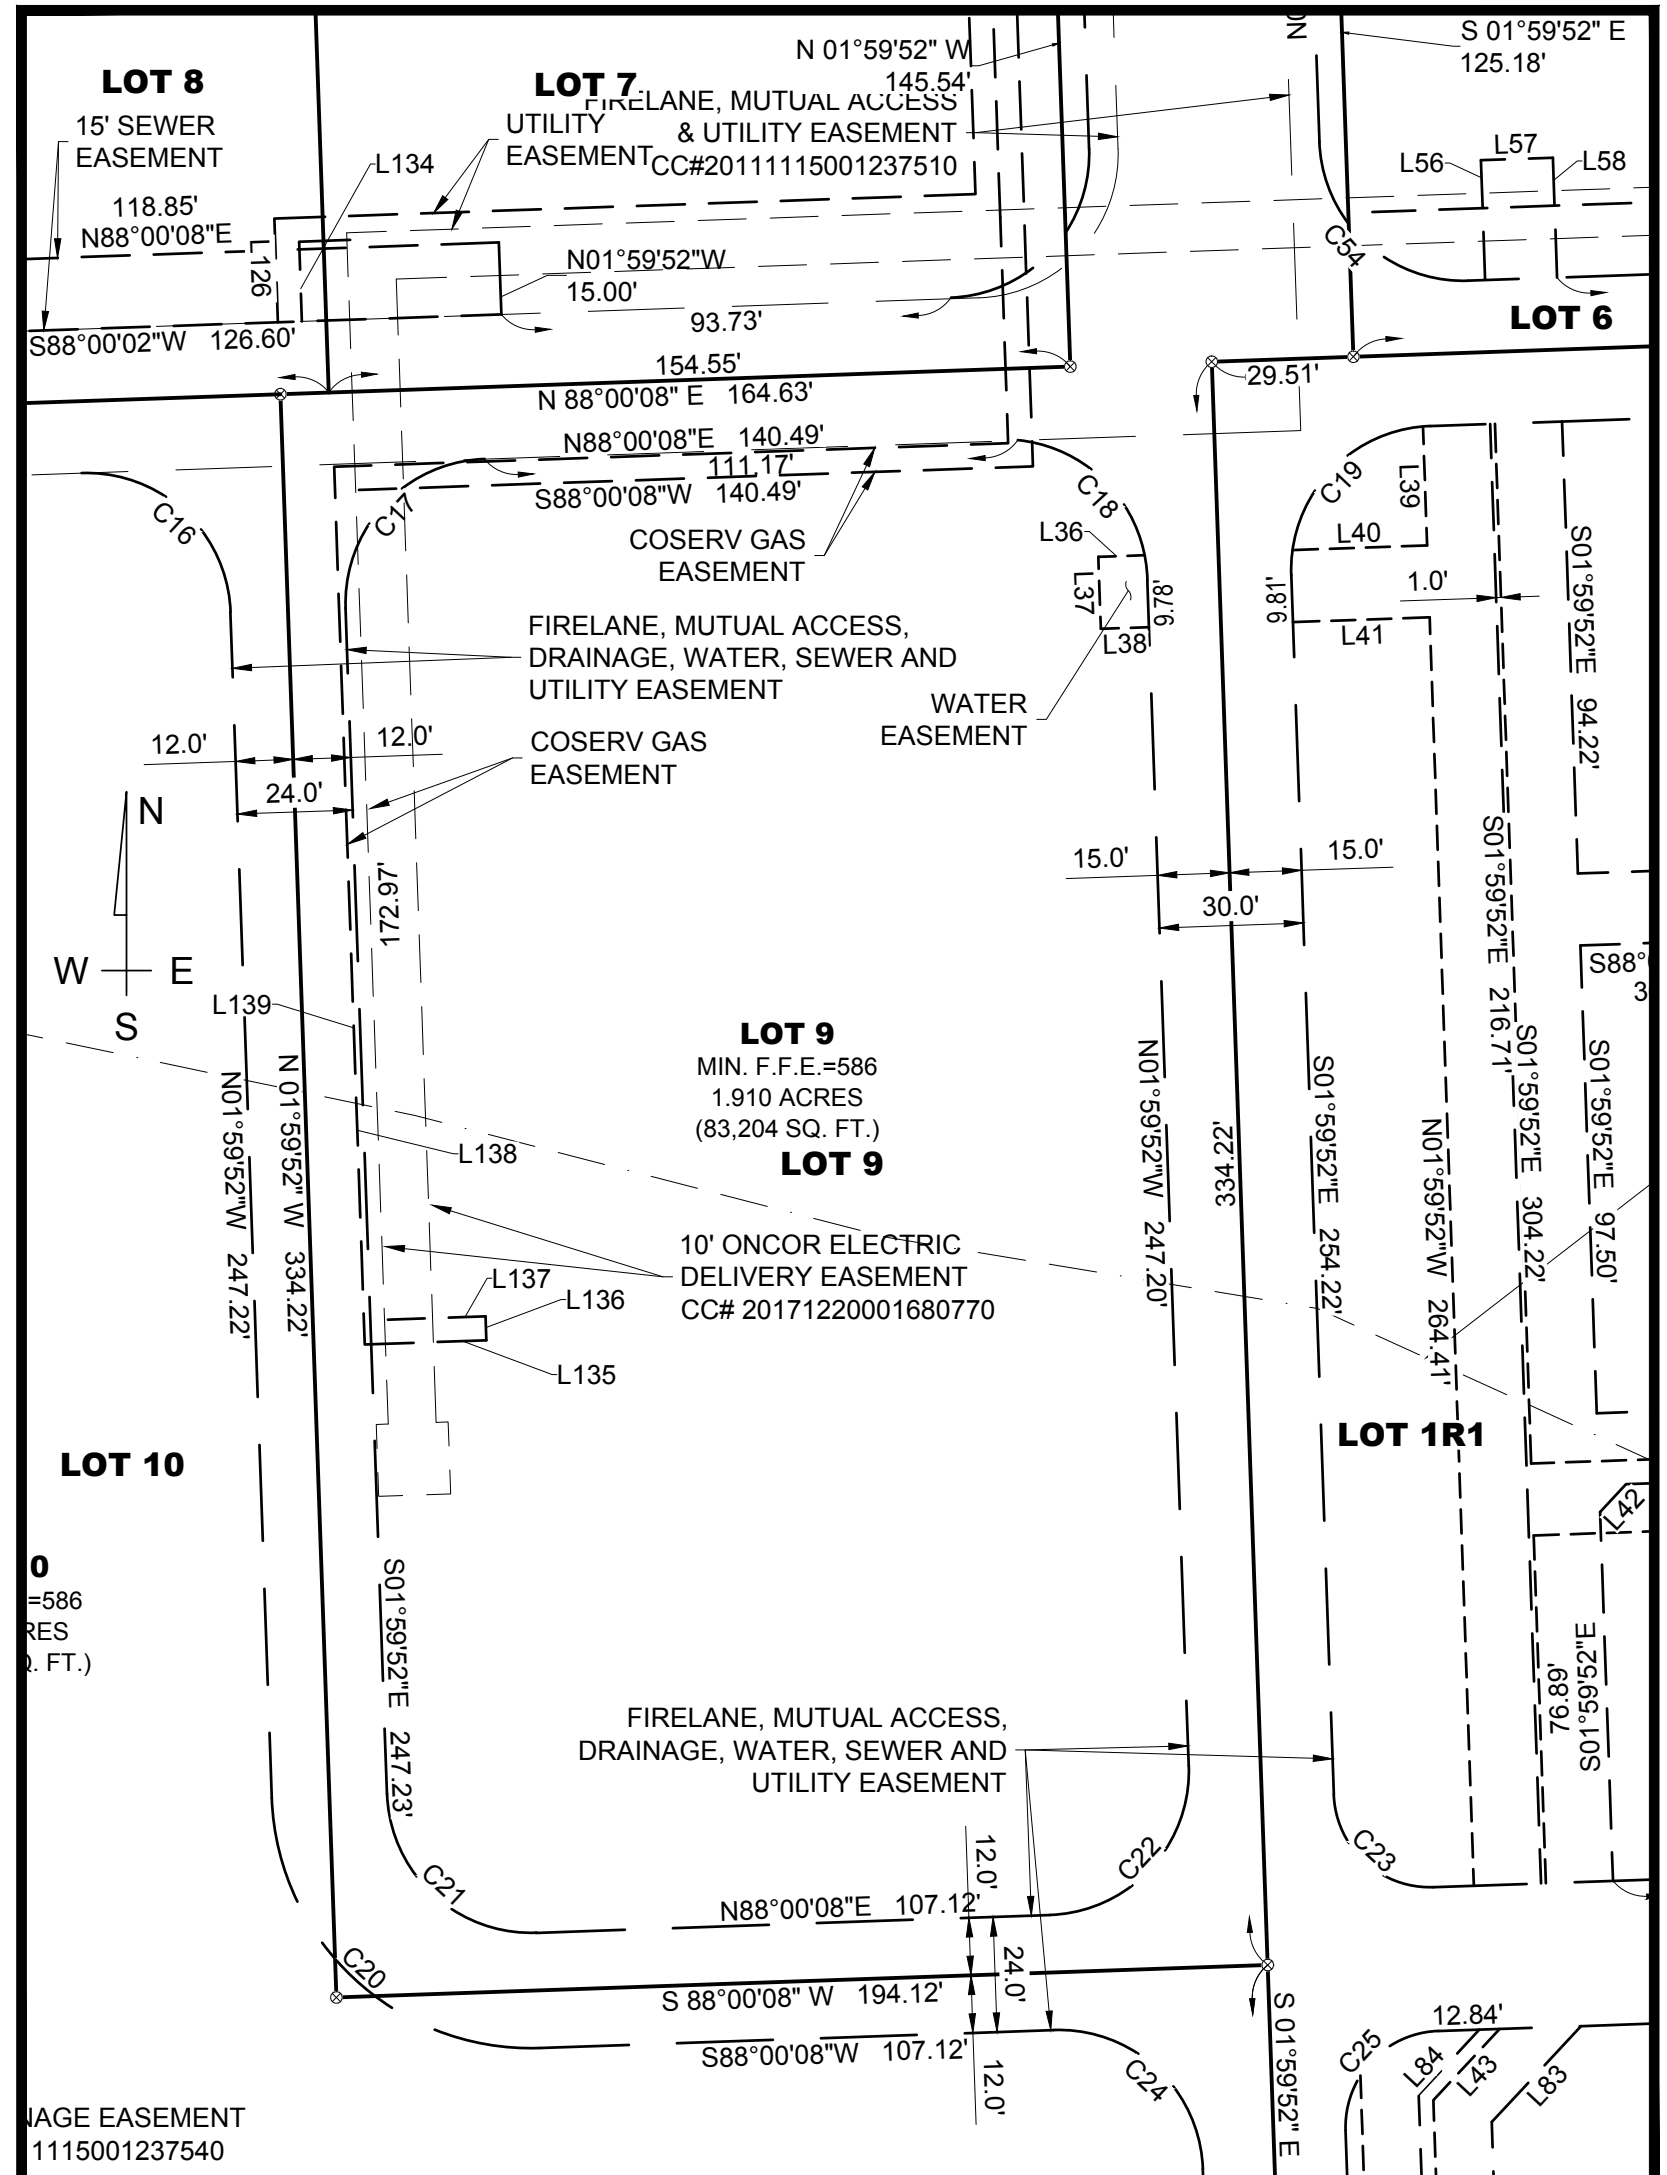 N 01°59'52" W
145.54'
S 01°59'52" E
125.18'
LOT 8
LOT 7
15' SEWER
EASEMENT
UTILITY
EASEMENT
FIRELANE, MUTUAL ACCESS
& UTILITY EASEMENT
CC#20111115001237510
L134
L57
L56
L58
118.85'
N88°00'08"E
L126
N01°59'52"W
15.00'
C54
S88°00'02"W 126.60'
93.73'
LOT 6
154.55'
N 88°00'08" E 164.63'
29.51'
N88°00'08"E 140.49'
111.17'
S88°00'08"W 140.49'
C16
C17
C18
C19
L39
COSERV GAS
EASEMENT
L36
L37
L38
9.78'
9.81'
L40
L41
1.0'
S01°59'52"E 94.22'
FIRELANE, MUTUAL ACCESS,
DRAINAGE, WATER, SEWER AND
UTILITY EASEMENT
WATER
EASEMENT
12.0'
12.0'
24.0'
COSERV GAS
EASEMENT
N
W
E
S
172.97'
15.0'
15.0'
30.0'
S01°59'52"E 216.71'
S88°
3
L139
LOT 9
MIN. F.F.E.=586
1.910 ACRES
(83,204 SQ. FT.)
LOT 9
L138
N01°59'52"W 247.22'
N 01°59'52" W 334.22'
N01°59'52"W 247.20'
334.22'
S01°59'52"E 254.22'
N01°59'52"W 264.41'
S01°59'52"E 304.22'
S01°59'52"E 97.50'
10' ONCOR ELECTRIC
DELIVERY EASEMENT
CC# 20171220001680770
L137
L136
L135
LOT 10
LOT 1R1
L42
0
=586
RES
Q. FT.)
S01°59'52"E 247.23'
S01°59'52"E
76.89'
FIRELANE, MUTUAL ACCESS,
DRAINAGE, WATER, SEWER AND
UTILITY EASEMENT
C21
C22
C23
12.0'
N88°00'08"E 107.12'
C20
24.0'
S 88°00'08" W 194.12'
S88°00'08"W 107.12'
12.0'
C24
S 01°59'52" E
12.84'
C25
L84
L43
L83
NAGE EASEMENT
1115001237540